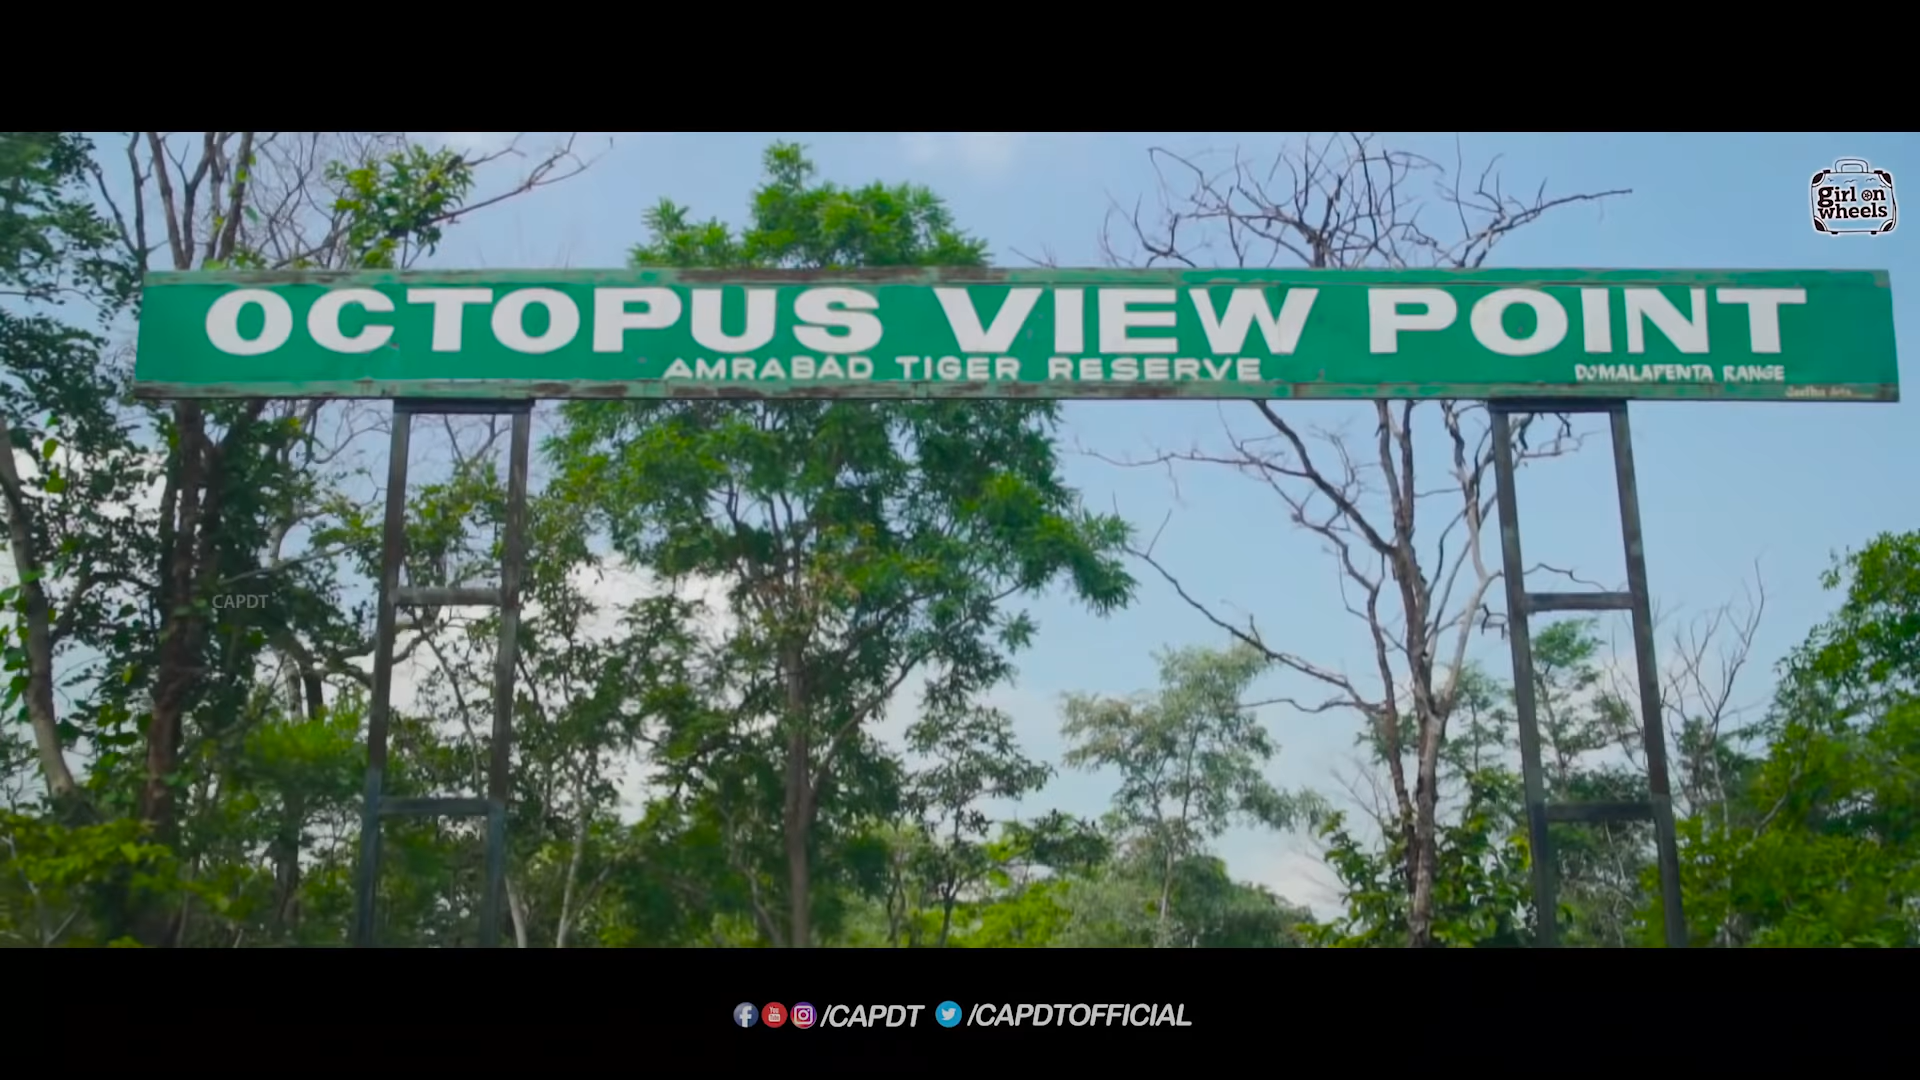 girl on
wheels
OCTOPUS VIEW POINT
AMRABAD TIGER RESERVE
DOMALAPENTA RANGE
CAPDT
/CAPDT /CAPDTOFFICIAL